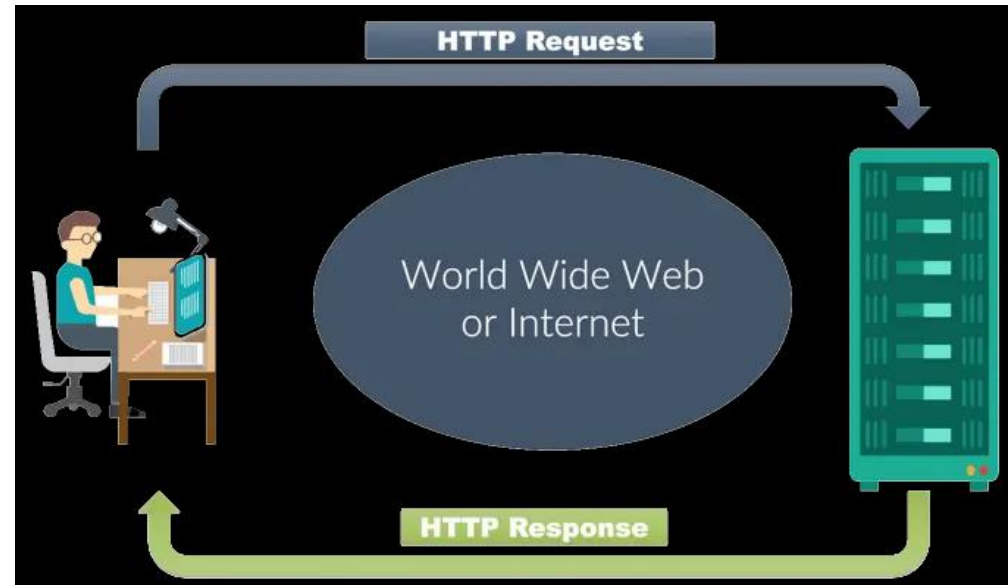 HTTP Request
World Wide Web
or Internet
HTTP Response